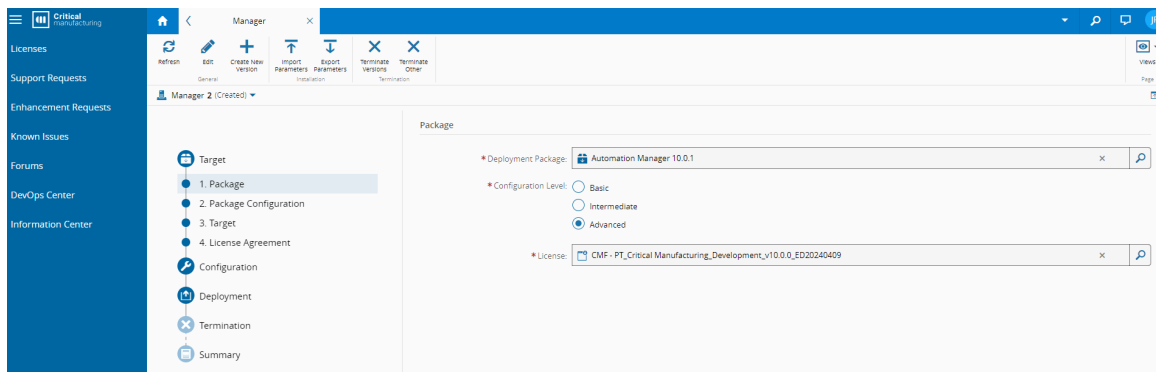 Critical
manufacturing
Manager
Licenses
Support Requests
Enhancement Requests
Known Issues
Forums
DevOps Center
Information Center
Refresh
Edit
Create New
Version
Import
Parameters
Export
Parameters
Terminate
Versions
Terminate
Other
Views
General
Installation
Termination
Page
Manager 2 (Created)
Target
1. Package
2. Package Configuration
3. Target
4. License Agreement
Configuration
Deployment
Termination
Summary
Package
*Deployment Package:
Automation Manager 10.0.1
*Configuration Level:
Basic
Intermediate
Advanced
*License:
CMF - PT_Critical Manufacturing_Development_v10.0.0_ED20240409